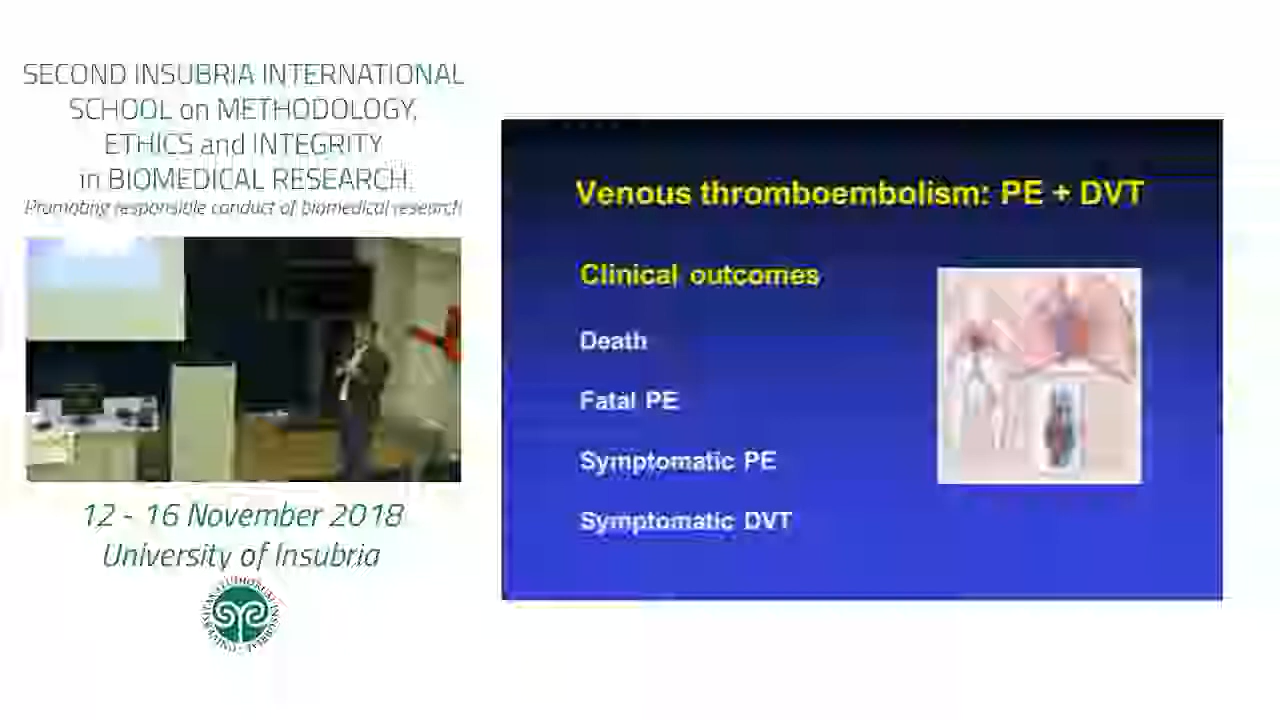 SECOND INSUBRIA INTERNATIONAL
SCHOOL on METHODOLOGY,
ETHICS and INTEGRITY
in BIOMEDICAL RESEARCH.
Promoting responsible conduct of biomedical research
12 - 16 November 2018
University of Insubria
Venous thromboembolism: PE + DVT
Clinical outcomes
Death
Fatal PE
Symptomatic PE
Symptomatic DVT